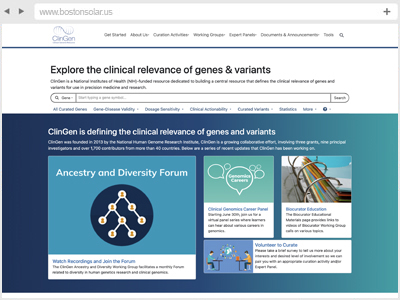 www.bostonsolar.us
ClinGen
Get Started About Us Curation Activities Working Groups Expert Panels Documents & Announcements Tools
Explore the clinical relevance of genes & variants
ClinGen is a National Institutes of Health (NIH)-funded resource dedicated to building a central resource that defines the clinical relevance of genes and
variants for use in precision medicine and research.
Gene Start typing a gene symbol... Search
All Curated Genes Gene-Disease Validity Dosage Sensitivity Clinical Actionability Curated Variants Statistics More
ClinGen is defining the clinical relevance of genes and variants
ClinGen was founded in 2013 by the National Human Genome Research Institute. ClinGen is a growing collaborative effort, involving three grants, nine principal
investigators and over 1,700 contributors from more than 40 countries. Below are a series of recent updates that ClinGen has been working on.
Ancestry and Diversity Forum
Watch Recordings and Join the Forum
The ClinGen Ancestry and Diversity Working Group facilitates a monthly Forum
related to diversity in human genetics research and clinical genomics.
Genomics
Careers
Clinical Genomics Career Panel
Starting June 30th, join us for a
virtual panel series where learners
can hear about various careers in
genomics.
Biocurator Education
The Biocurator Educational
Materials page provides links to
videos of Biocurator Working Group
calls on various topics.
Volunteer to Curate
Please take a brief survey to tell us more about your
interests and desired level of involvement so we can
pair you with an appropriate curation activity and/or
Expert Panel.